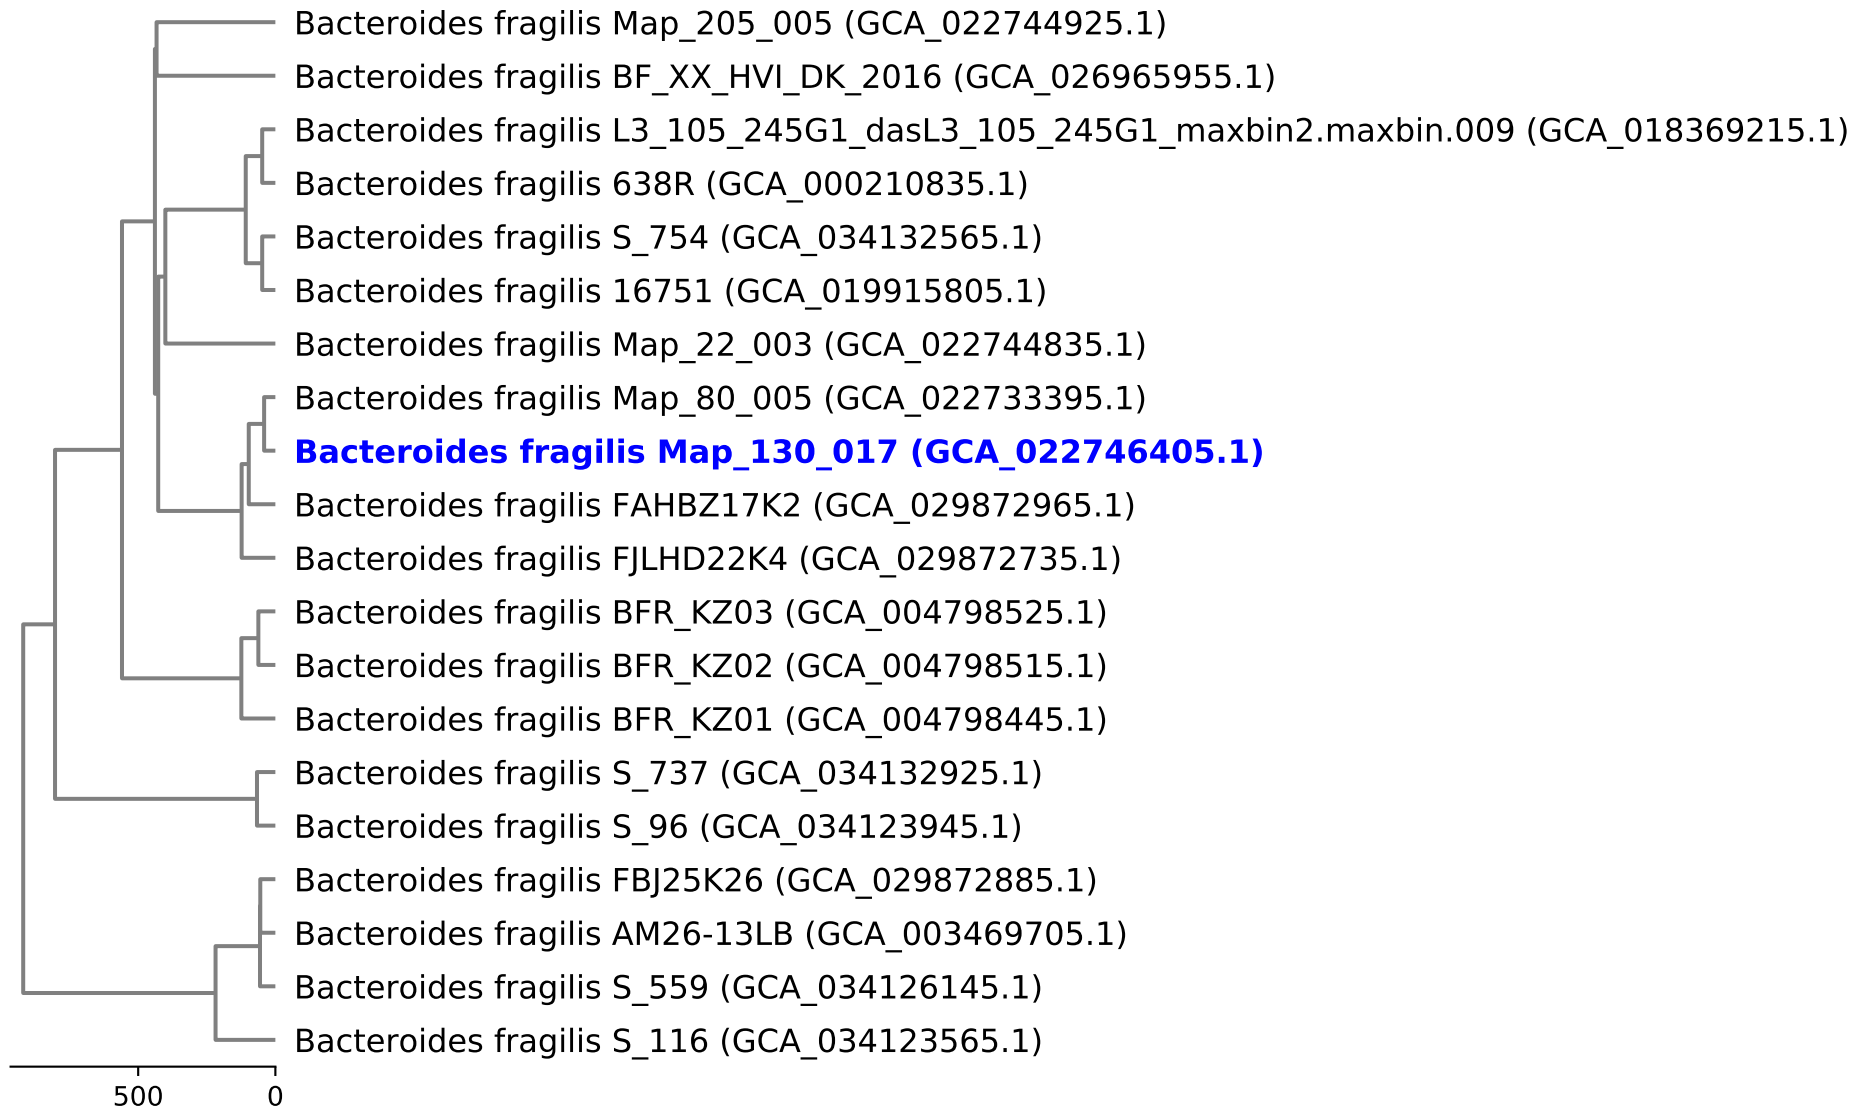 Bacteroides fragilis Map_205_005 (GCA_022744925.1)
Bacteroides fragilis BF_XX_HVI_DK_2016 (GCA_026965955.1)
Bacteroides fragilis L3_105_245G1_dasL3_105_245G1_maxbin2.maxbin.009 (GCA_018369215.1)
Bacteroides fragilis 638R (GCA_000210835.1)
Bacteroides fragilis S_754 (GCA_034132565.1)
Bacteroides fragilis 16751 (GCA_019915805.1)
Bacteroides fragilis Map_22_003 (GCA_022744835.1)
Bacteroides fragilis Map_80_005 (GCA_022733395.1)
Bacteroides fragilis Map_130_017 (GCA_022746405.1)
Bacteroides fragilis FAHBZ17K2 (GCA_029872965.1)
Bacteroides fragilis FJLHD22K4 (GCA_029872735.1)
Bacteroides fragilis BFR_KZ03 (GCA_004798525.1)
Bacteroides fragilis BFR_KZ02 (GCA_004798515.1)
Bacteroides fragilis BFR_KZ01 (GCA_004798445.1)
Bacteroides fragilis S_737 (GCA_034132925.1)
Bacteroides fragilis S_96 (GCA_034123945.1)
Bacteroides fragilis FBJ25K26 (GCA_029872885.1)
Bacteroides fragilis AM26-13LB (GCA_003469705.1)
Bacteroides fragilis S_559 (GCA_034126145.1)
Bacteroides fragilis S_116 (GCA_034123565.1)
500 0